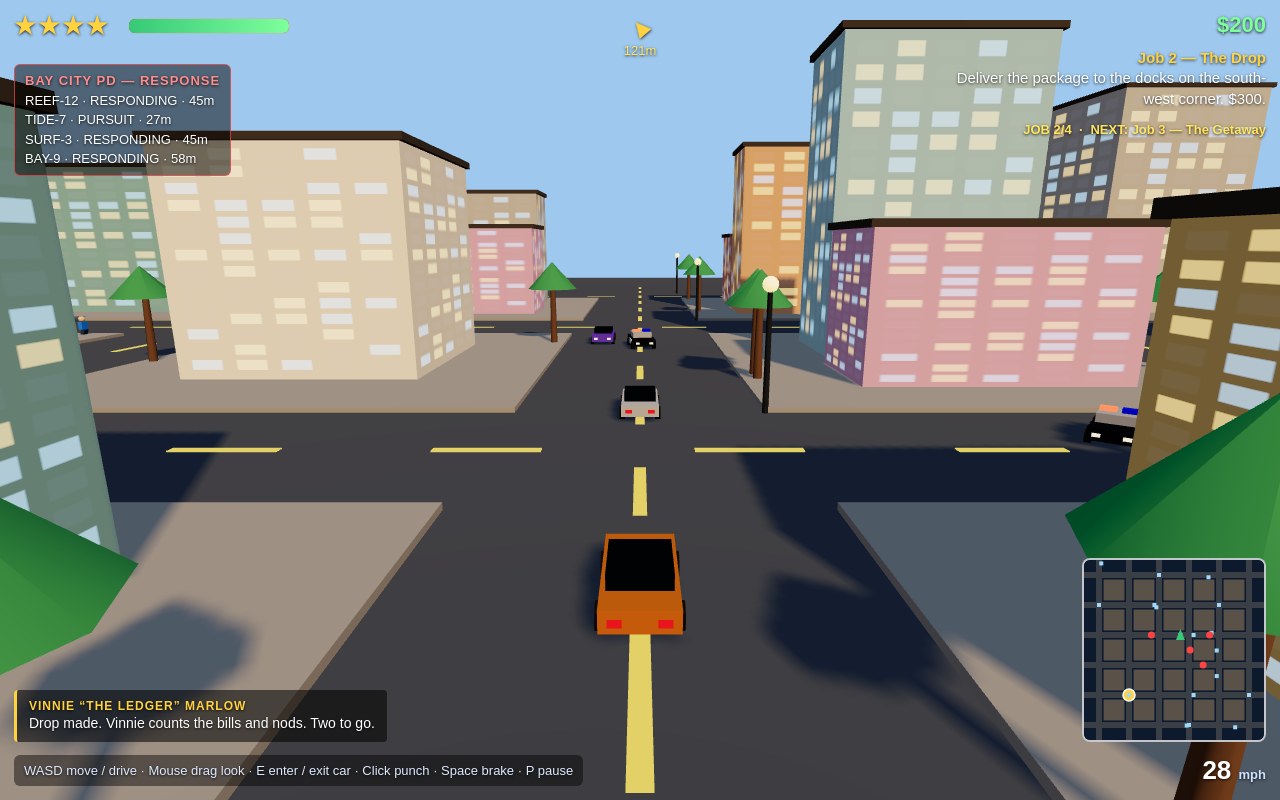 ★★★★
121m
$200
Job 2 — The Drop
Deliver the package to the docks on the south-
west corner. $300.
JOB 2/4 · NEXT: Job 3 — The Getaway
BAY CITY PD — RESPONSE
REEF-12 · RESPONDING · 45m
TIDE-7 · PURSUIT · 27m
SURF-3 · RESPONDING · 45m
BAY-9 · RESPONDING · 58m
VINNIE “THE LEDGER” MARLOW
Drop made. Vinnie counts the bills and nods. Two to go.
WASD move / drive · Mouse drag look · E enter / exit car · Click punch · Space brake · P pause
28 mph